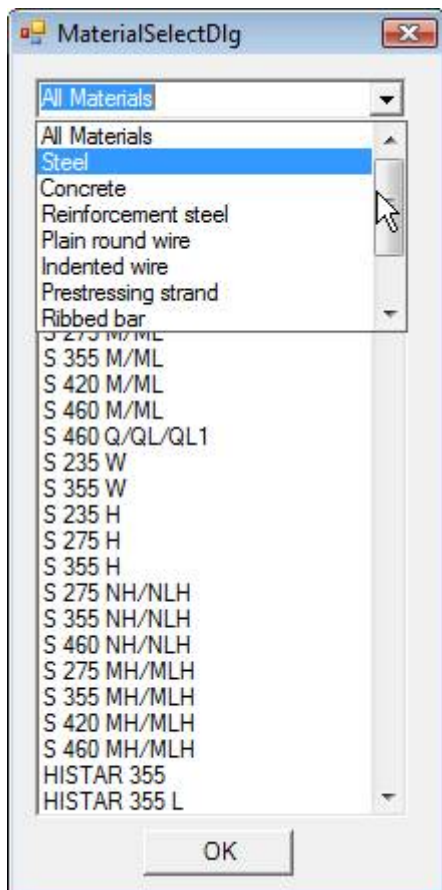 MaterialSelectDlg
All Materials
All Materials
Steel
Concrete
Reinforcement steel
Plain round wire
Indented wire
Prestressing strand
Ribbed bar
S 275 M/ML
S 355 M/ML
S 420 M/ML
S 460 M/ML
S 460 Q/QL/QL1
S 235 W
S 355 W
S 235 H
S 275 H
S 355 H
S 275 NH/NLH
S 355 NH/NLH
S 460 NH/NLH
S 275 MH/MLH
S 355 MH/MLH
S 420 MH/MLH
S 460 MH/MLH
HISTAR 355
HISTAR 355 L
OK